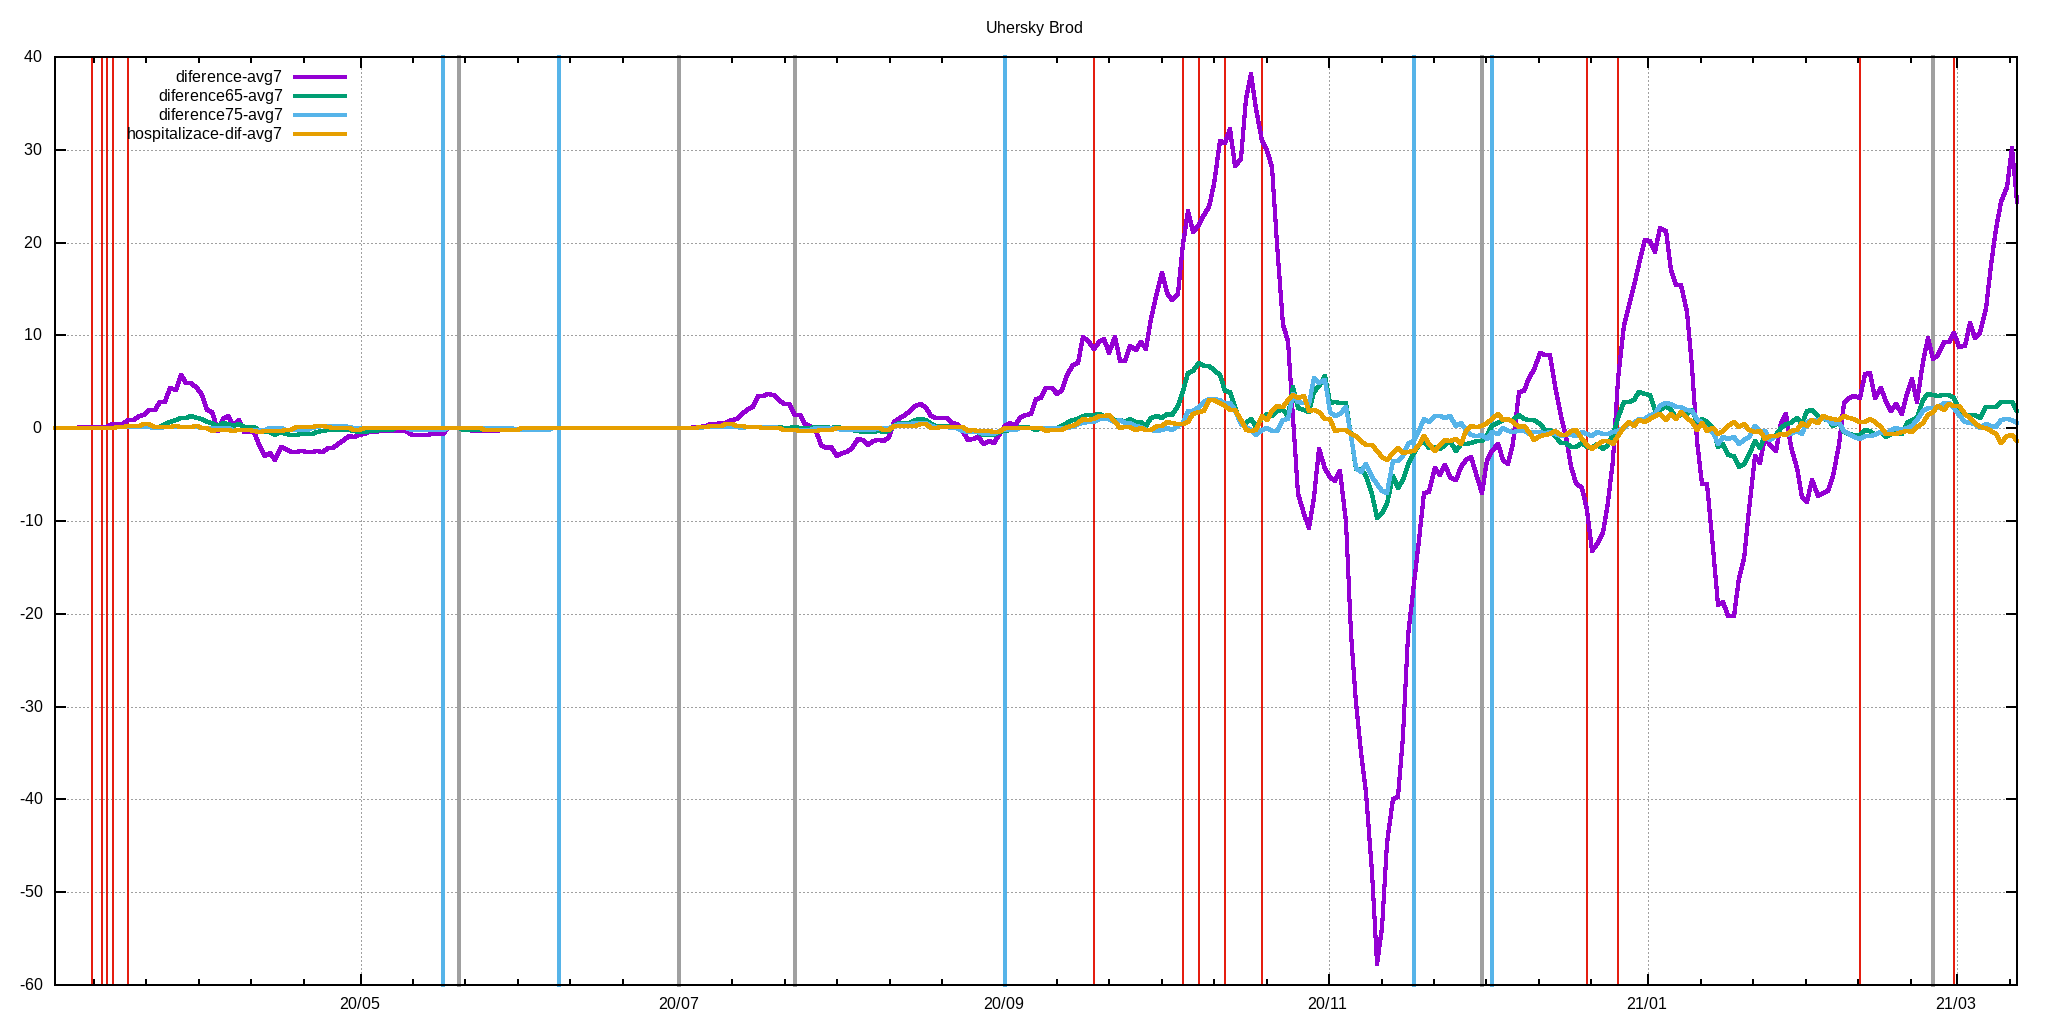 Uhersky Brod
40
30
20
10
0
-10
-20
-30
-40
-50
-60
diference-avg7
diference65-avg7
diference75-avg7
hospitalizace-dif-avg7
20/05 20/07 20/09 20/11 21/01 21/03